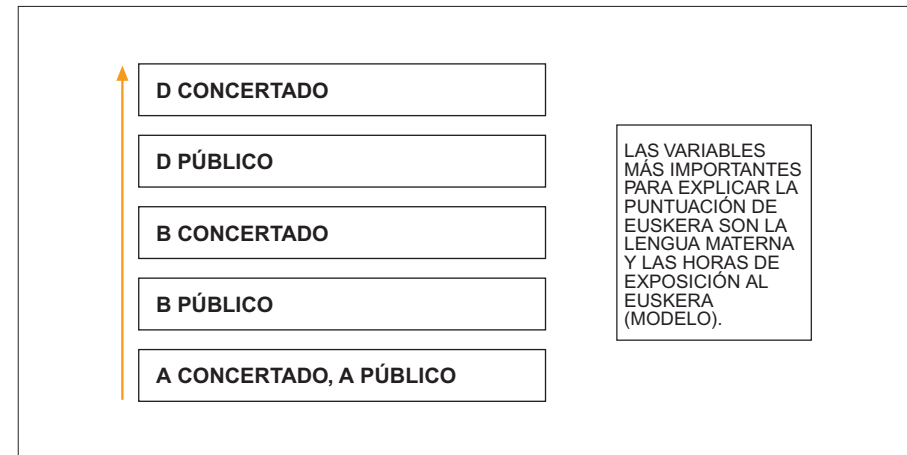 D CONCERTADO
D PÚBLICO
B CONCERTADO
B PÚBLICO
A CONCERTADO, A PÚBLICO
LAS VARIABLES
MÁS IMPORTANTES
PARA EXPLICAR LA
PUNTUACIÓN DE
EUSKERA SON LA
LENGUA MATERNA
Y LAS HORAS DE
EXPOSICIÓN AL
EUSKERA
(MODELO).